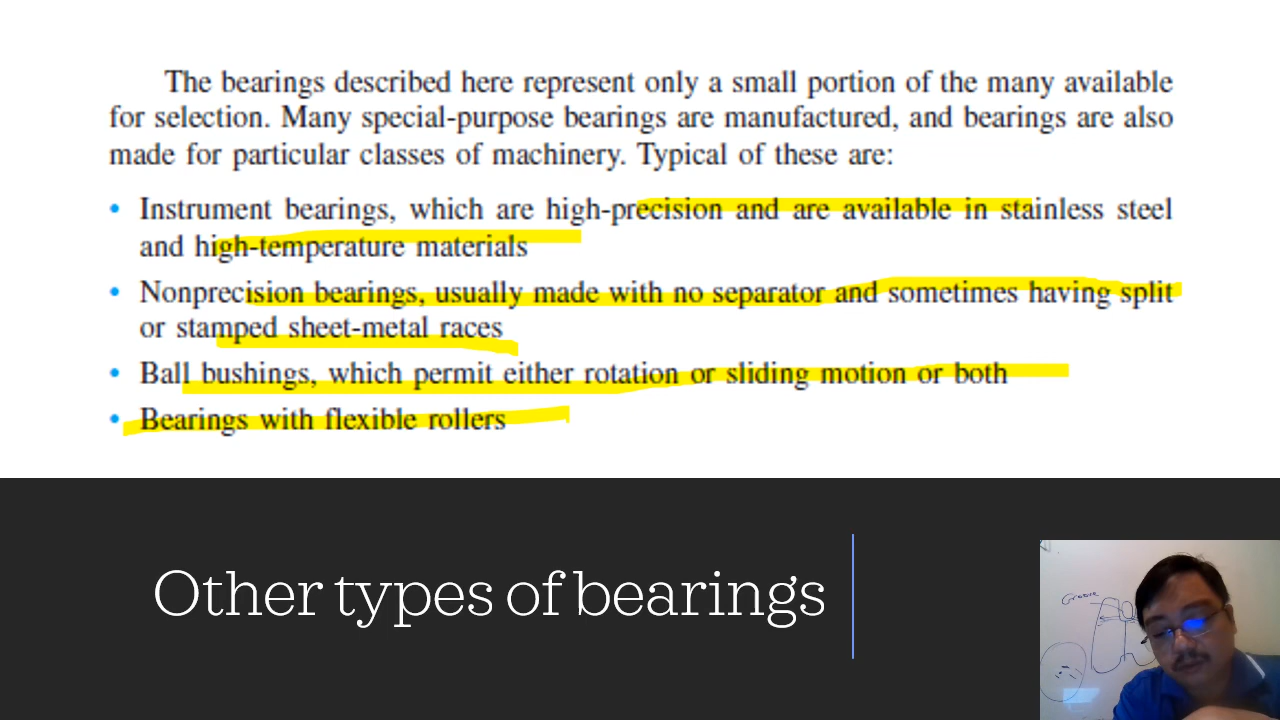 The bearings described here represent only a small portion of the many available
for selection. Many special-purpose bearings are manufactured, and bearings are also
made for particular classes of machinery. Typical of these are:
• Instrument bearings, which are high-precision and are available in stainless steel
and high-temperature materials
• Nonprecision bearings, usually made with no separator and sometimes having split
or stamped sheet-metal races
• Ball bushings, which permit either rotation or sliding motion or both
• Bearings with flexible rollers
Other types of bearings
Groove